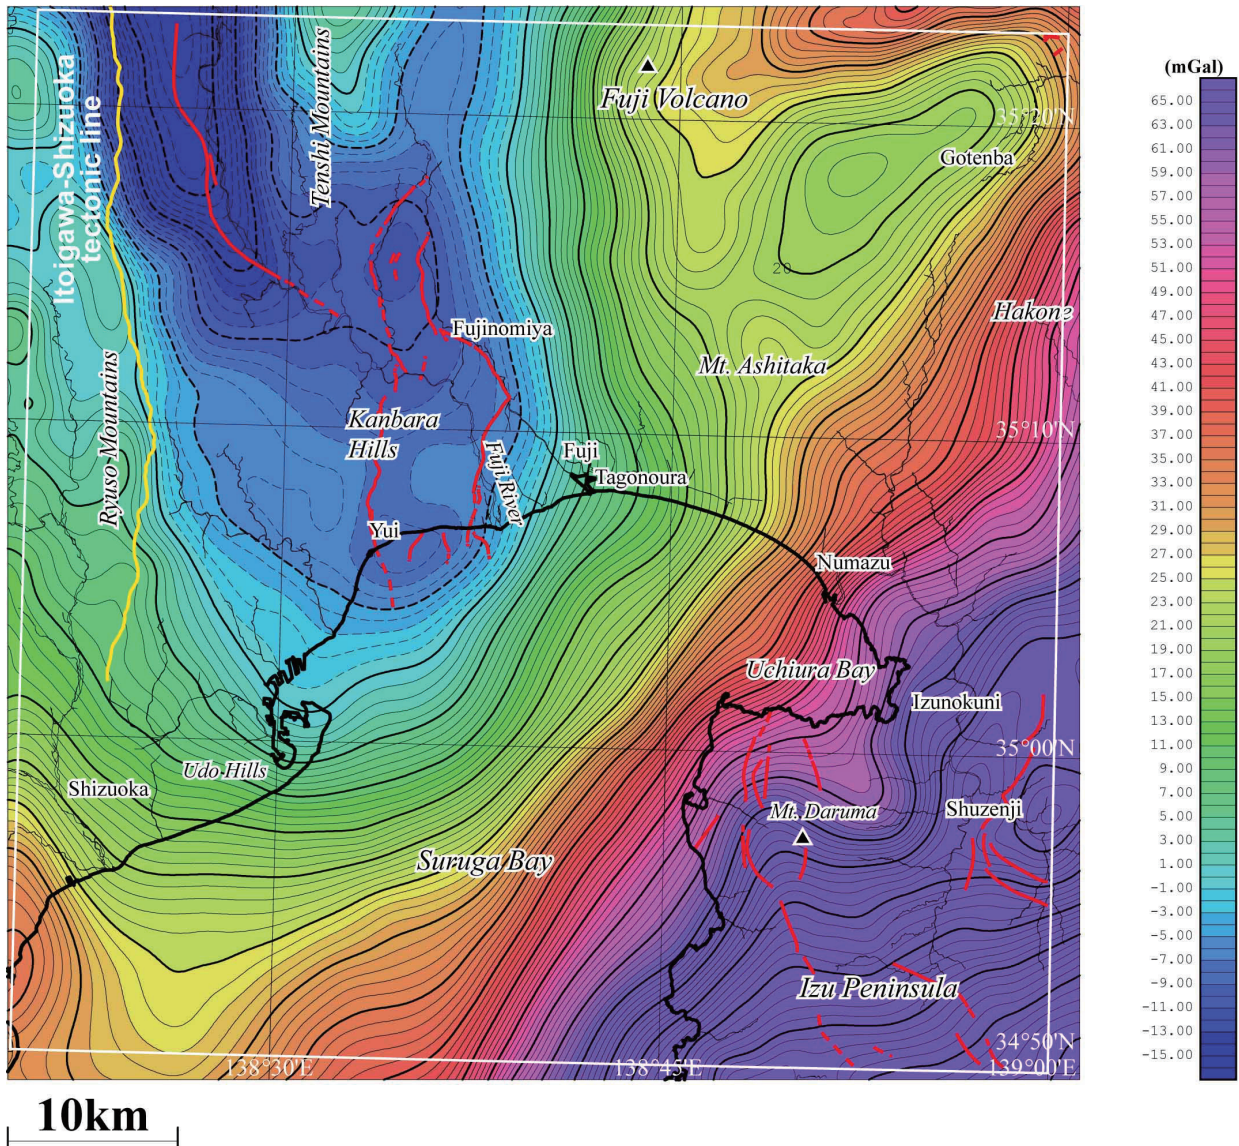 Itoigawa-Shizuoka
tectonic line
Tenshi Mountains
Fuji Volcano
35°20'N
Gotenba
20
Hakone
Fujinomiya
Mt. Ashitaka
Ryuso Mountains
Kanbara
Hills
35°10'N
Fuji River
Fuji
Tagonoura
Yui
Numazu
Uchiura Bay
Izunokuni
35°00'N
Udo Hills
Shizuoka
Mt. Daruma
Shuzenji
Suruga Bay
Izu Peninsula
34°50'N
138°30'E
138°45'E
139°00'E
10km
(mGal)
65.00
63.00
61.00
59.00
57.00
55.00
53.00
51.00
49.00
47.00
45.00
43.00
41.00
39.00
37.00
35.00
33.00
31.00
29.00
27.00
25.00
23.00
21.00
19.00
17.00
15.00
13.00
11.00
9.00
7.00
5.00
3.00
1.00
-1.00
-3.00
-5.00
-7.00
-9.00
-11.00
-13.00
-15.00